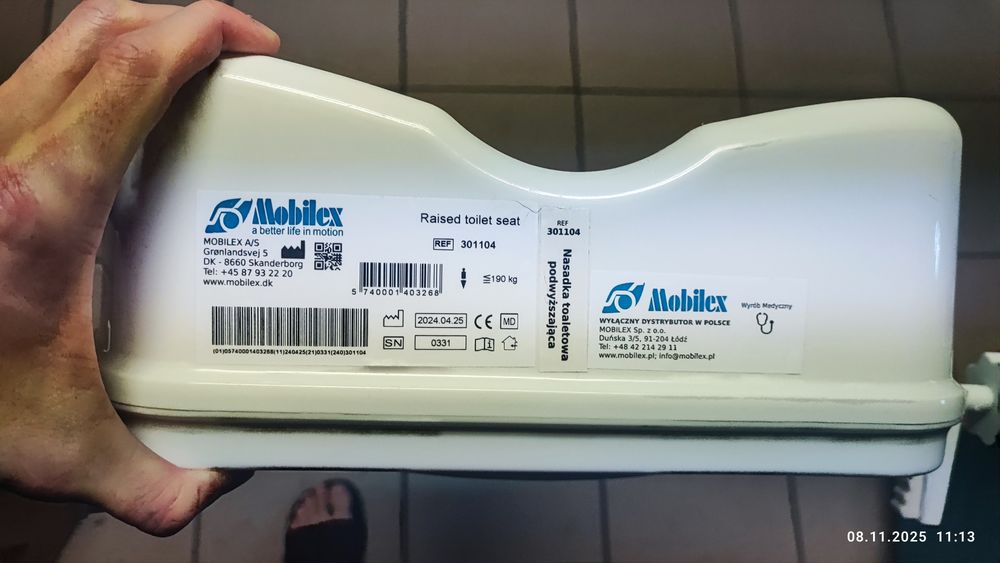 Mobilex
a better life in motion
MOBILEX A/S
Grønlandsvej 5
DK - 8660 Skanderborg
Tel: +45 87 93 22 20
www.mobilex.dk
Raised toilet seat
REF 301104
5 740001 403268
≦190 kg
(01)05740001403268(11)240425(21)0331(240)301104
2024.04.25 CE MD
SN 0331
REF
301104
Nasadka toaletowa
podwyższająca
Mobilex
Wyrób Medyczny
WYŁĄCZNY DYSTRYBUTOR W POLSCE
MOBILEX Sp. z o.o.
Duńska 3/5, 91-204 Łódź
Tel: +48 42 214 29 11
www.mobilex.pl; info@mobilex.pl
08.11.2025 11:13